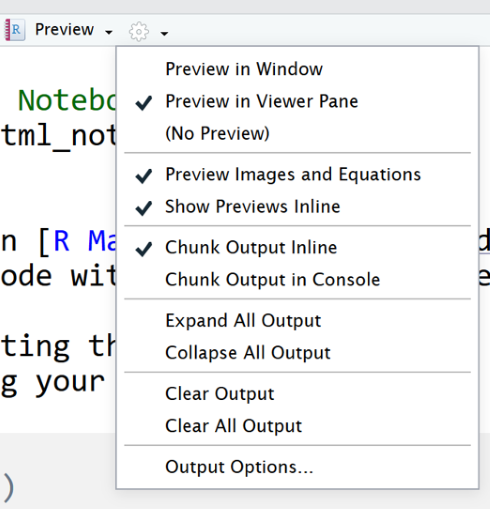 R Preview
Preview in Window
Notebo
Preview in Viewer Pane
tml_not
(No Preview)
Preview Images and Equations
Show Previews Inline
n [R Ma
d
Chunk Output Inline
ode wit
e
Chunk Output in Console
Expand All Output
ting th
Collapse All Output
g your
Clear Output
Clear All Output
Output Options...
)